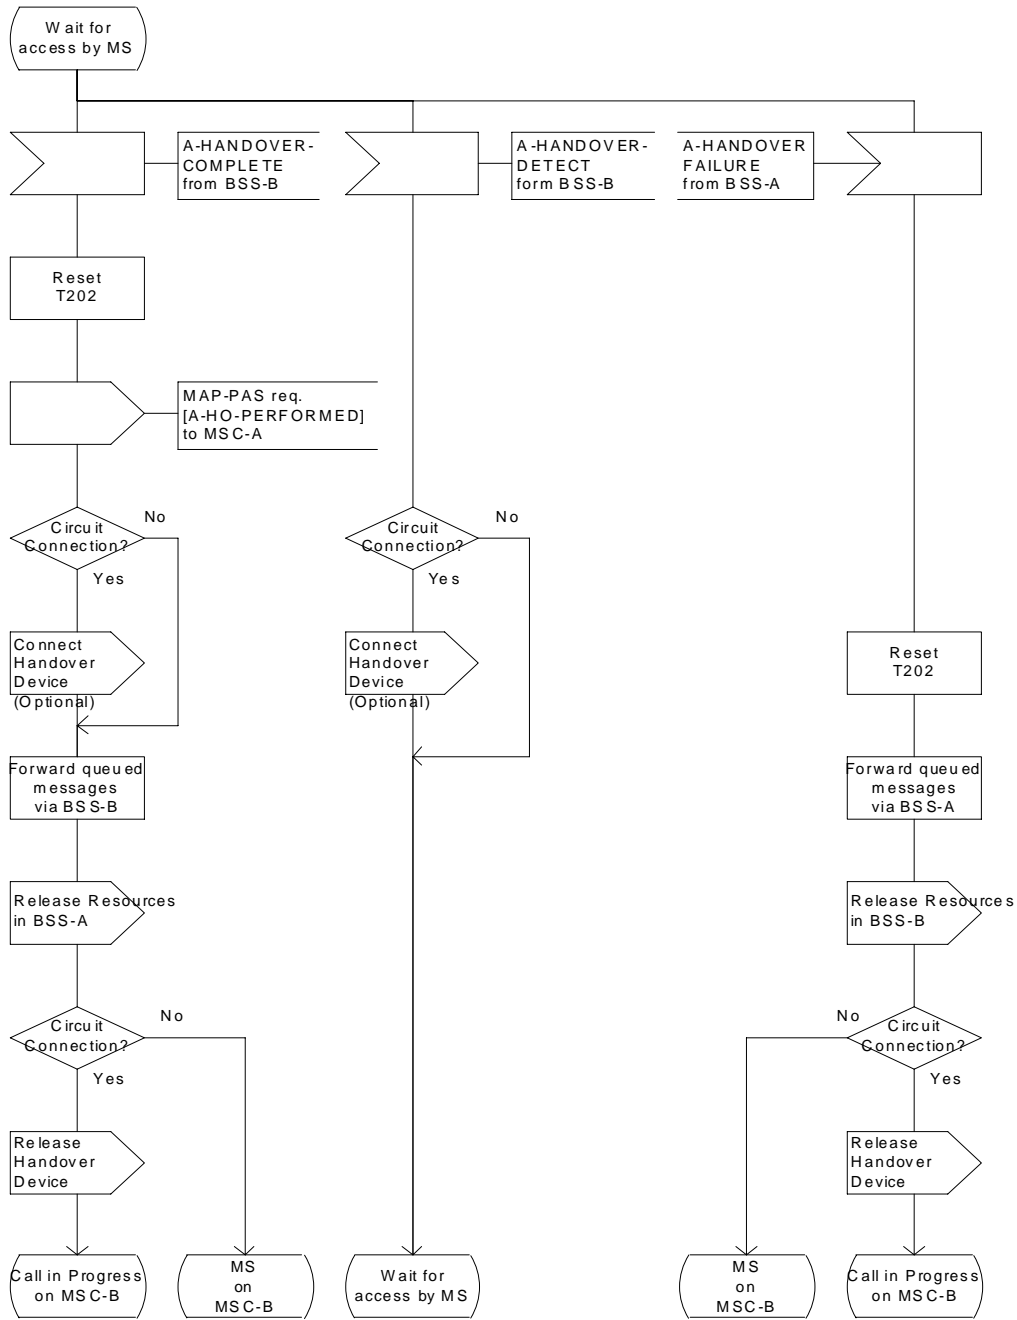 Wait for
access by MS
A-HANDOVER-
COMPLETE
from BSS-B
A-HANDOVER-
DETECT
form BSS-B
A-HANDOVER
FAILURE
from BSS-A
Reset
T202
MAP-PAS req.
[A-HO-PERFORMED]
to MSC-A
Circuit
Connection?
No
Yes
Circuit
Connection?
No
Yes
Connect
Handover
Device
(Optional)
Connect
Handover
Device
(Optional)
Reset
T202
Forward queued
messages
via BSS-B
Forward queued
messages
via BSS-A
Release Resources
in BSS-A
Release Resources
in BSS-B
Circuit
Connection?
No
Yes
No
Circuit
Connection?
Yes
Release
Handover
Device
Release
Handover
Device
Call in Progress
on MSC-B
MS
on
MSC-B
Wait for
access by MS
MS
on
MSC-B
Call in Progress
on MSC-B